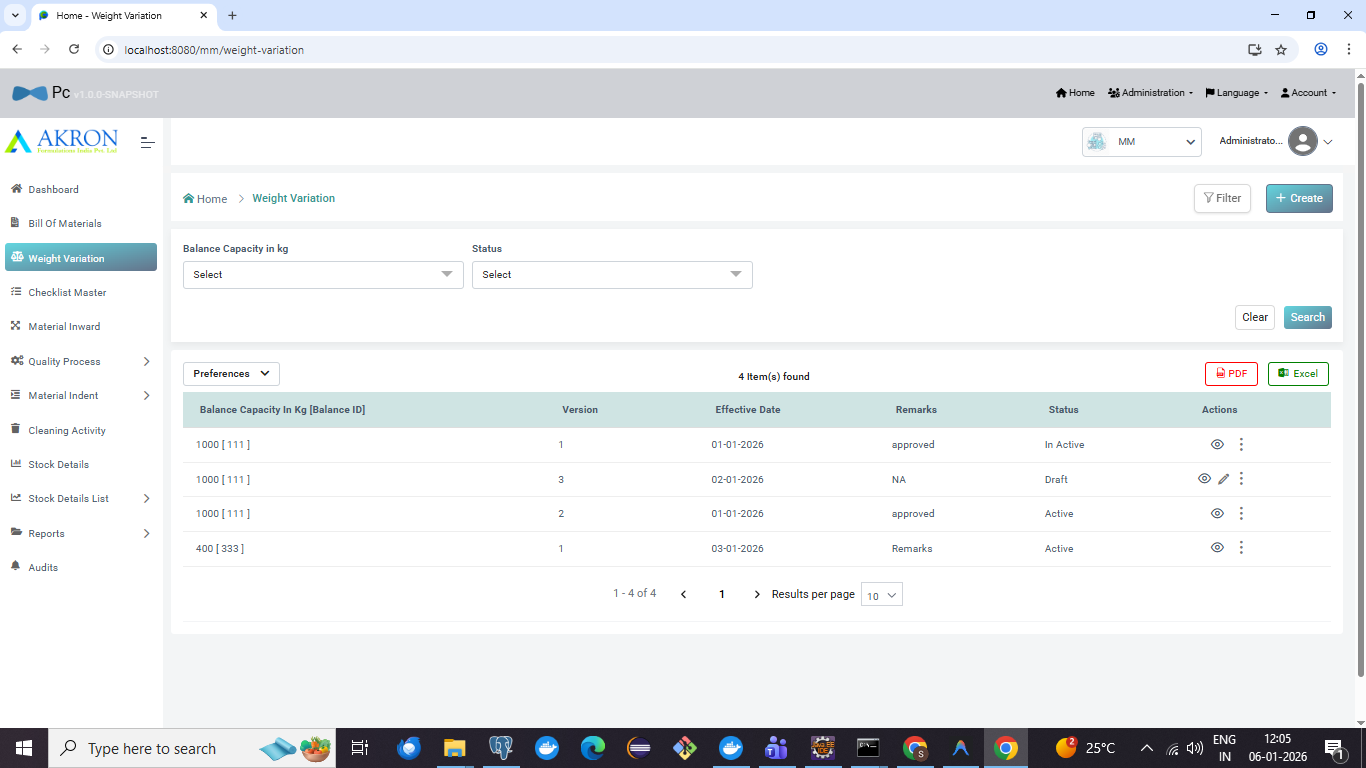 Home - Weight Variation
localhost:8080/mm/weight-variation
Pc v1.0.0-SNAPSHOT
Home Administration Language Account
AKRON
Formulations India Pvt Ltd
MM
Administrato...
Dashboard
Bill Of Materials
Weight Variation
Checklist Master
Material Inward
Quality Process
Material Indent
Cleaning Activity
Stock Details
Stock Details List
Reports
Audits
Home > Weight Variation
Filter
+ Create
Balance Capacity in kg Status
Select Select
Clear Search
Preferences
4 Item(s) found
PDF Excel
Balance Capacity In Kg [Balance ID] Version Effective Date Remarks Status Actions
1000 [ 111 ] 1 01-01-2026 approved In Active
1000 [ 111 ] 3 02-01-2026 NA Draft
1000 [ 111 ] 2 01-01-2026 approved Active
400 [ 333 ] 1 03-01-2026 Remarks Active
1 - 4 of 4 1 Results per page 10
Type here to search
2 25°C
ENG
IN
12:05
06-01-2026
1